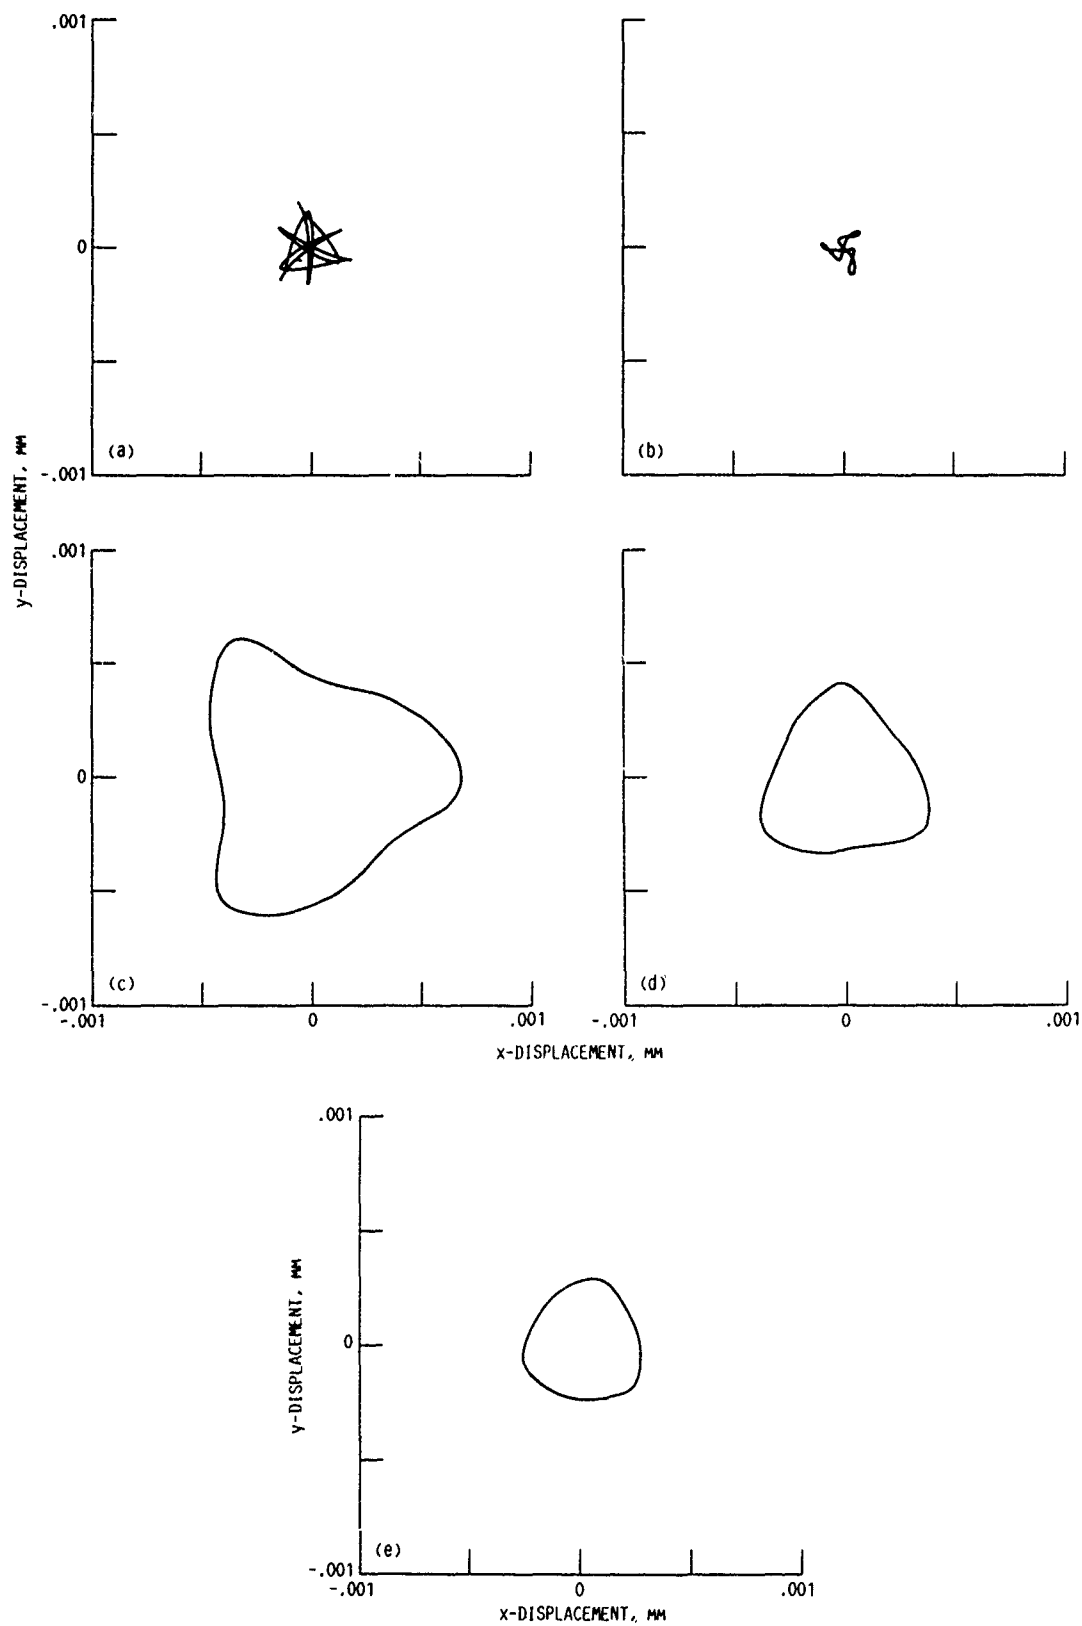 .001
0
-.001
(a)
(b)
y-DISPLACEMENT, MM
.001
0
-.001
(c)
(d)
-.001 0 .001
-.001 0 .001
x-DISPLACEMENT, MM
.001
0
-.001
y-DISPLACEMENT, MM
(e)
-.001 0 .001
x-DISPLACEMENT, MM